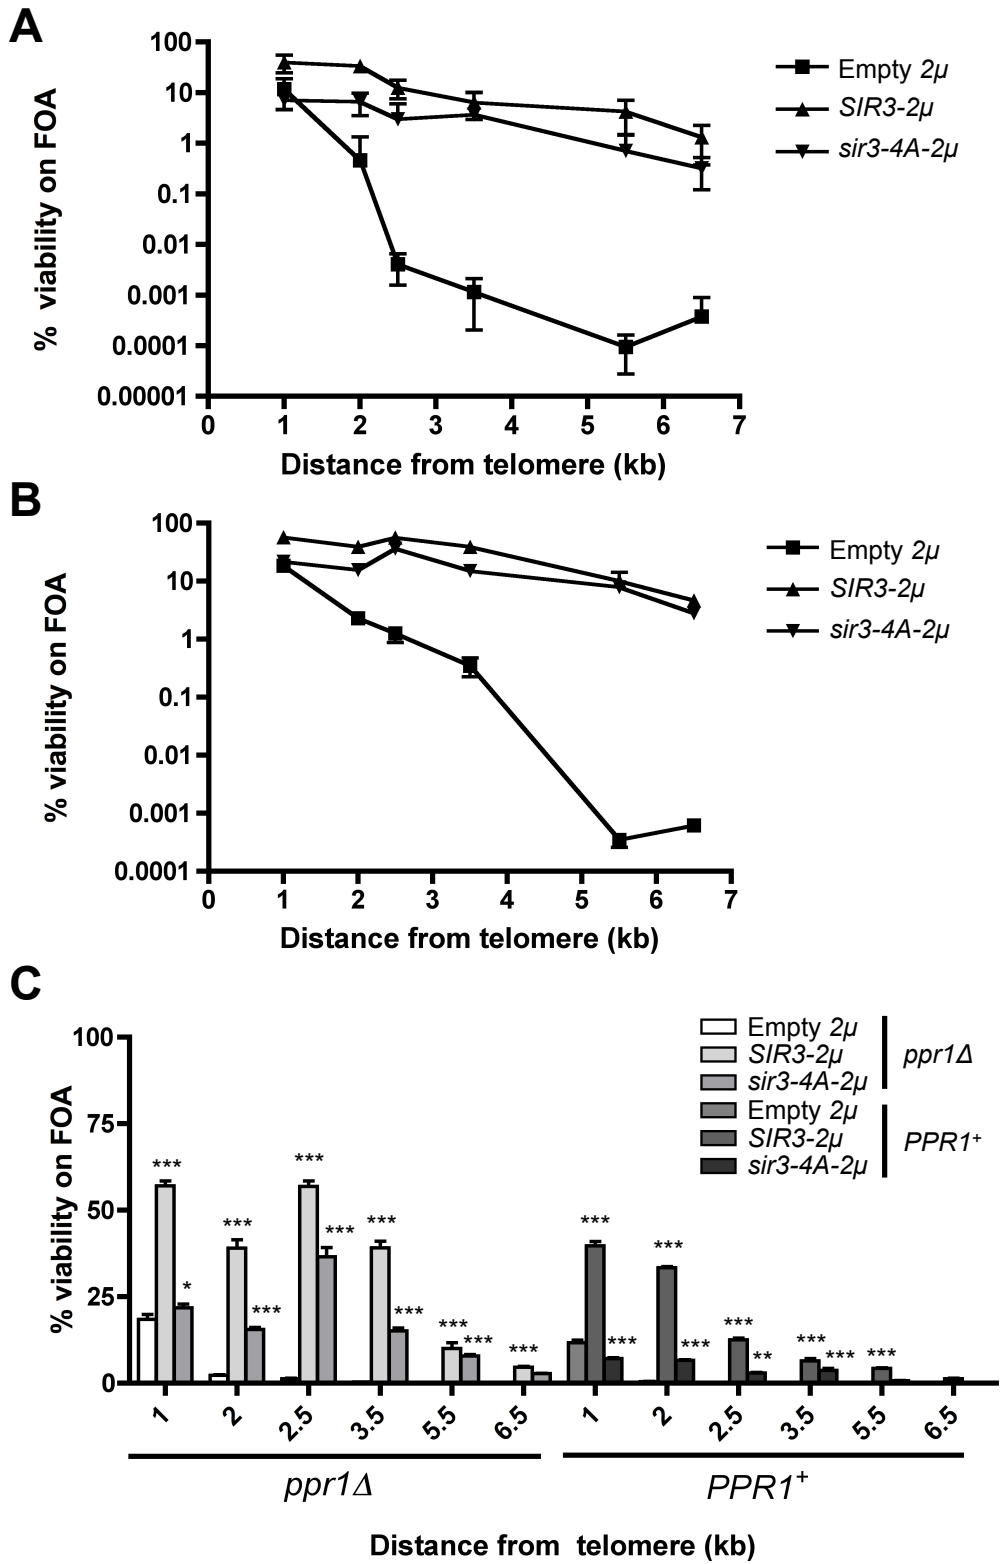 A
100
10
1
0.1
0.01
0.001
0.0001
0.00001
% viability on FOA
0 1 2 3 4 5 6 7
Distance from telomere (kb)
Empty 2µ
SIR3-2µ
sir3-4A-2µ
B
100
10
1
0.1
0.01
0.001
0.0001
% viability on FOA
0 1 2 3 4 5 6 7
Distance from telomere (kb)
Empty 2µ
SIR3-2µ
sir3-4A-2µ
C
100
75
50
25
0
% viability on FOA
Empty 2µ
SIR3-2µ
sir3-4A-2µ
ppr1Δ
Empty 2µ
SIR3-2µ
sir3-4A-2µ
PPR1+
*** * *** *** *** *** *** *** *** *** *** *** *** *** *** *** ** *** *** ***
1 2 2.5 3.5 5.5 6.5 1 2 2.5 3.5 5.5 6.5
ppr1Δ PPR1+
Distance from telomere (kb)